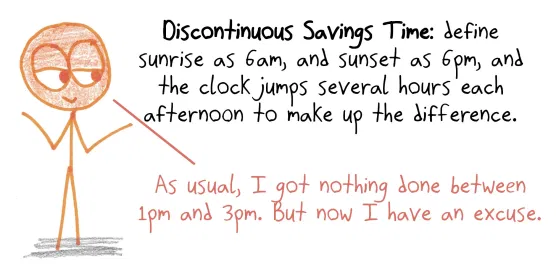 Discontinuous Savings Time: define
sunrise as 6am, and sunset as 6pm, and
the clock jumps several hours each
afternoon to make up the difference.
As usual, I got nothing done between
1pm and 3pm. But now I have an excuse.